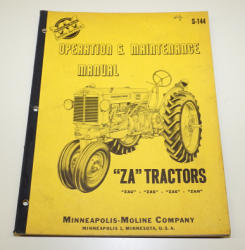 S-144
OPERATION & MAINTENANCE
MANUAL
"ZA" TRACTORS
"ZAU" - "ZAS" - "ZAE" - "ZAN"
MINNEAPOLIS-MOLINE COMPANY
MINNEAPOLIS 1, MINNESOTA, U.S.A.